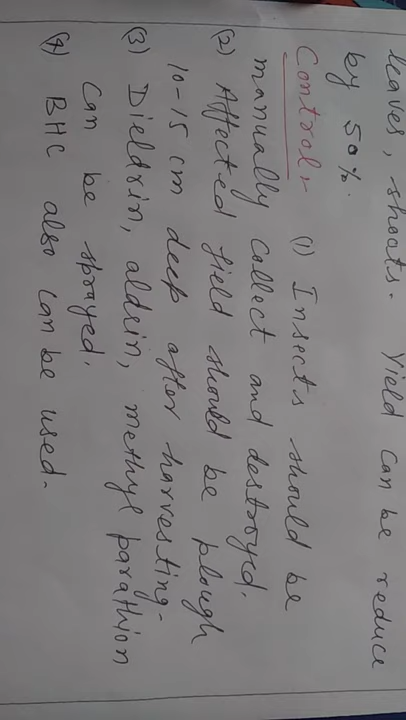 leaves, shoots. Yield can be reduce
by 50%.
Control :- (1) Insects should be
manually collect and destroyed.
(2) Affected field should be plough
10-15 cm deep after harvesting.
(3) Dieldrin, aldrin, methyl parathion
can be sprayed.
(4) BHC also can be used.